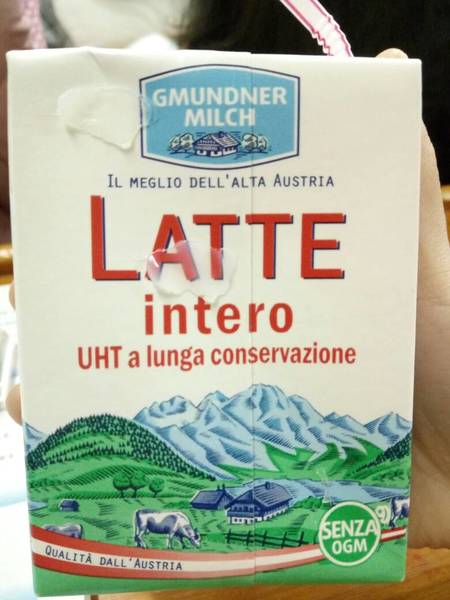 GMUNDNER
MILCH
IL MEGLIO DELL'ALTA AUSTRIA
LATTE
intero
UHT a lunga conservazione
SENZA
OGM
QUALITÀ DALL'AUSTRIA